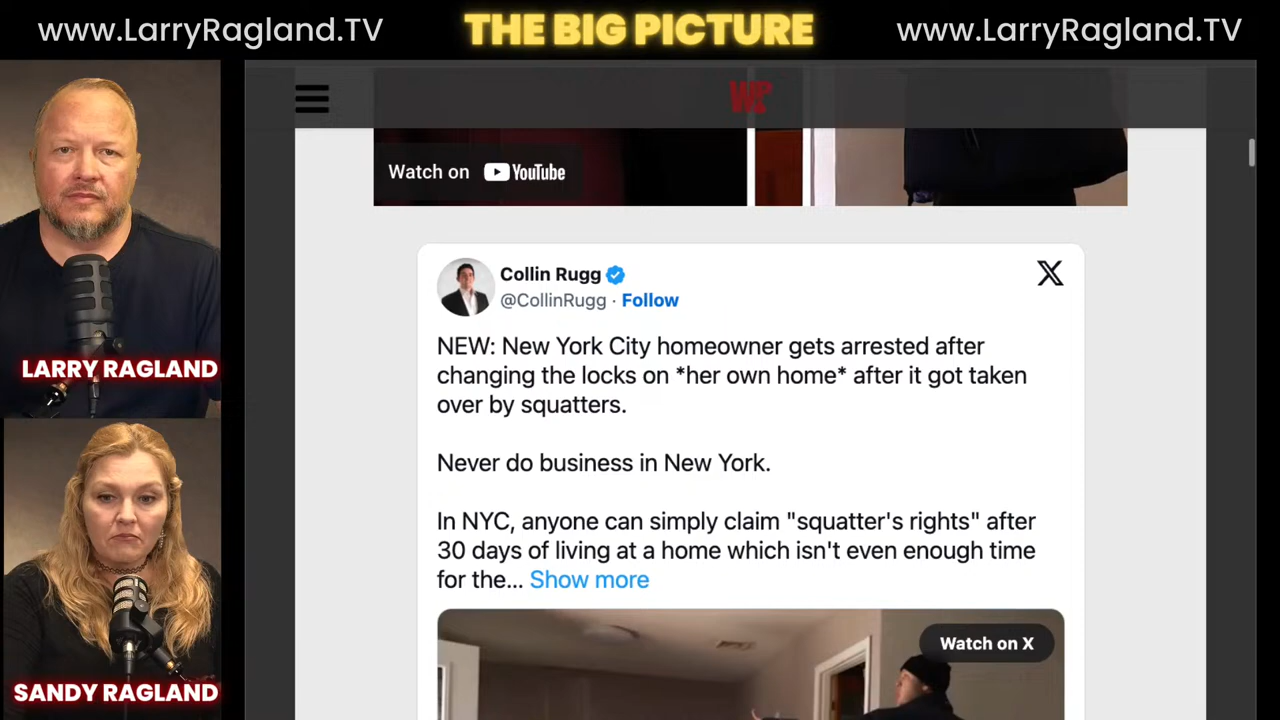 www.LarryRagland.TV
THE BIG PICTURE
www.LarryRagland.TV
WP
Watch on YouTube
Collin Rugg
@CollinRugg · Follow
X
NEW: New York City homeowner gets arrested after
changing the locks on *her own home* after it got taken
over by squatters.
Never do business in New York.
In NYC, anyone can simply claim "squatter's rights" after
30 days of living at a home which isn't even enough time
for the... Show more
Watch on X
LARRY RAGLAND
SANDY RAGLAND